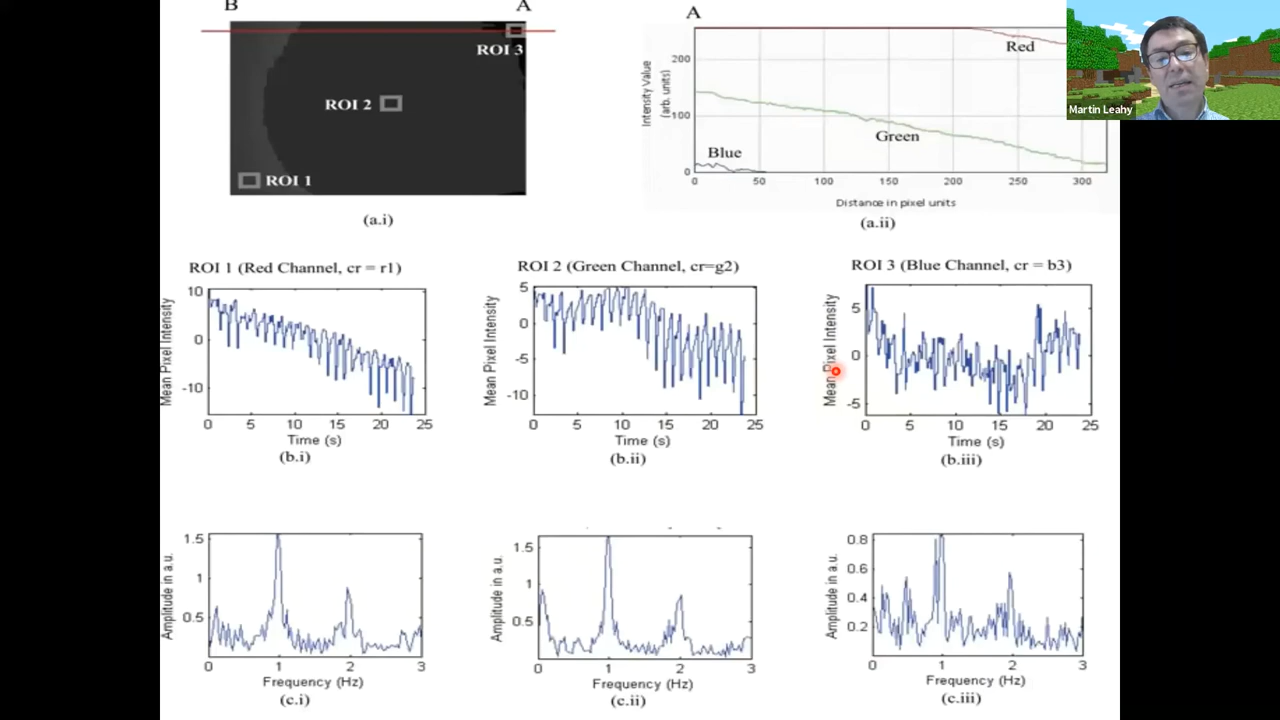 B
A
ROI 3
ROI 2
ROI 1
(a.i)
A
Intensity Value
(arb. units)
200
100
0
Red
Green
Blue
0 50 100 150 200 250 300
Distance in pixel units
(a.ii)
Martin Leahy
ROI 1 (Red Channel, cr = r1)
Mean Pixel Intensity
10
0
-10
0 5 10 15 20 25
Time (s)
(b.i)
ROI 2 (Green Channel, cr=g2)
Mean Pixel Intensity
5
0
-5
-10
0 5 10 15 20 25
Time (s)
(b.ii)
ROI 3 (Blue Channel, cr = b3)
Mean Pixel Intensity
5
0
-5
0 5 10 15 20 25
Time (s)
(b.iii)
Amplitude in a.u.
1.5
1
0.5
0 1 2 3
Frequency (Hz)
(c.i)
Amplitude in a.u.
1.5
1
0.5
0 1 2 3
Frequency (Hz)
(c.ii)
Amplitude in a.u.
0.8
0.6
0.4
0.2
0 1 2 3
Frequency (Hz)
(c.iii)